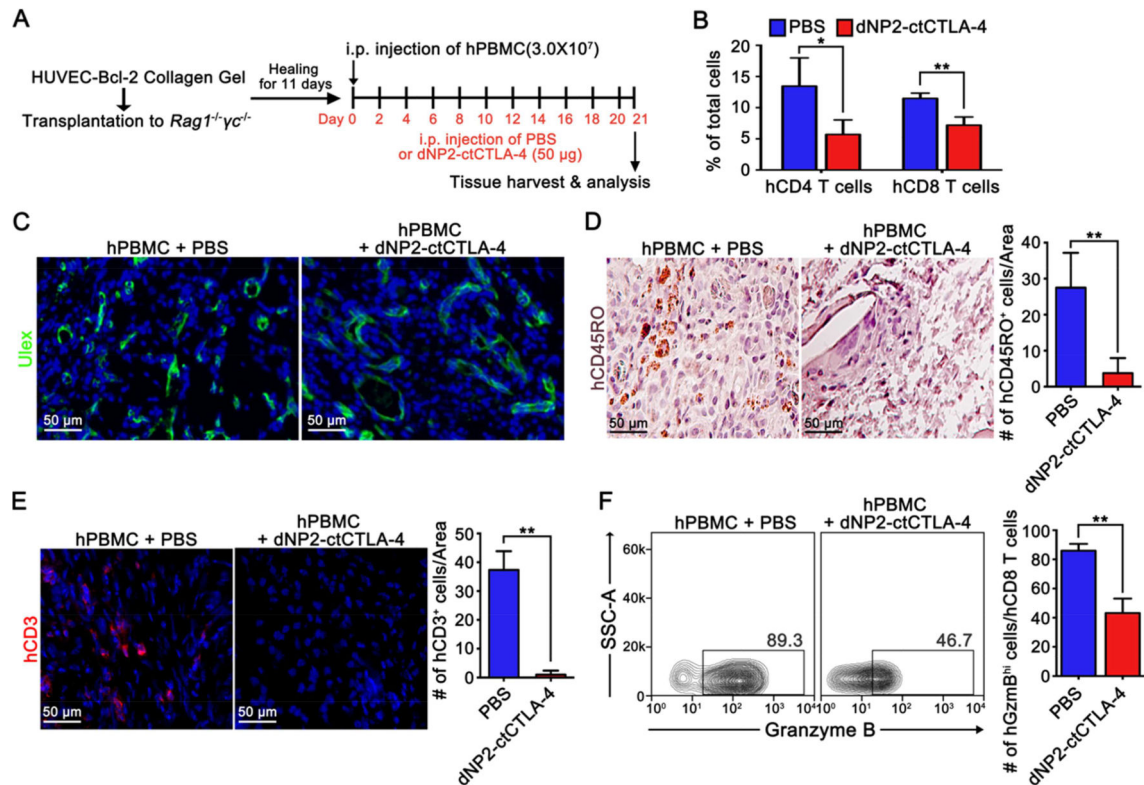 A
HUVEC-Bcl-2 Collagen Gel
Transplantation to Rag1⁻/⁻γc⁻/⁻
Healing
for 11 days
i.p. injection of hPBMC(3.0X10⁷)
Day 0 2 4 6 8 10 12 14 16 18 20 21
i.p. injection of PBS
or dNP2-ctCTLA-4 (50 µg)
Tissue harvest & analysis
B
PBS dNP2-ctCTLA-4
% of total cells
20
15
10
5
0
*
**
hCD4 T cells hCD8 T cells
C
hPBMC + PBS
hPBMC
+ dNP2-ctCTLA-4
Ulex
50 µm
50 µm
D
hPBMC + PBS
hPBMC
+ dNP2-ctCTLA-4
hCD45RO
50 µm
50 µm
# of hCD45RO⁺ cells/Area
40
30
20
10
0
**
PBS
dNP2-ctCTLA-4
E
hPBMC + PBS
hPBMC
+ dNP2-ctCTLA-4
hCD3
50 µm
50 µm
# of hCD3⁺ cells/Area
50
40
30
20
10
0
**
PBS
dNP2-ctCTLA-4
F
hPBMC + PBS
hPBMC
+ dNP2-ctCTLA-4
SSC-A
60k
40k
20k
0
89.3
46.7
10⁰ 10¹ 10² 10³ 10⁴
10⁰ 10¹ 10² 10³ 10⁴
Granzyme B
# of hGzmBʰⁱ cells/hCD8 T cells
100
80
60
40
20
0
**
PBS
dNP2-ctCTLA-4